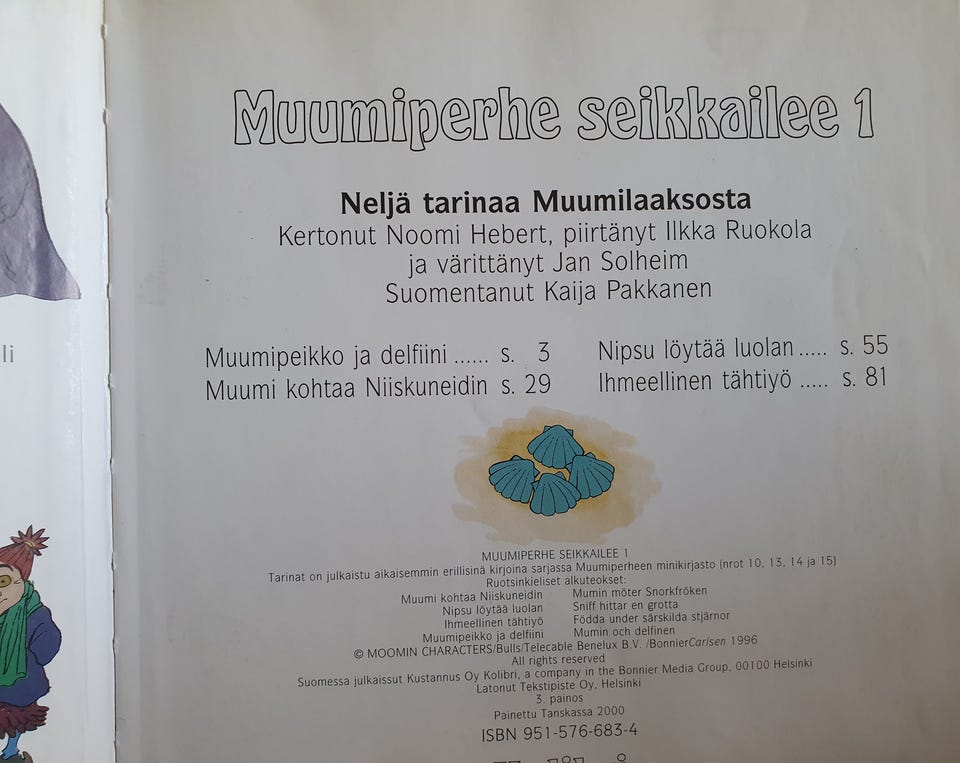 Muumiperhe seikkailee 1
Neljä tarinaa Muumilaaksosta
Kertonut Noomi Hebert, piirtänyt Ilkka Ruokola
ja värittänyt Jan Solheim
Suomentanut Kaija Pakkanen
Muumipeikko ja delfiini ...... s. 3
Muumi kohtaa Niiskuneidin s. 29
Nipsu löytää luolan ..... s. 55
Ihmeellinen tähtiyö ..... s. 81
li
MUUMIPERHE SEIKKAILEE 1
Tarinat on julkaistu aikaisemmin erillisinä kirjoina sarjassa Muumiperheen minikirjasto (nrot 10, 13, 14 ja 15)
Ruotsinkieliset alkuteokset:
Muumi kohtaa Niiskuneidin Mumin möter Snorkfröken
Nipsu löytää luolan Sniff hittar en grotta
Ihmeellinen tähtiyö Födda under särskilda stjärnor
Muumipeikko ja delfiini Mumin och delfinen
© MOOMIN CHARACTERS/Bulls/Telecable Benelux B.V. /BonnierCarlsen 1996
All rights reserved
Suomessa julkaissut Kustannus Oy Kolibri, a company in the Bonnier Media Group, 00100 Helsinki
Latonut Tekstipiste Oy, Helsinki
3. painos
Painettu Tanskassa 2000
ISBN 951-576-683-4